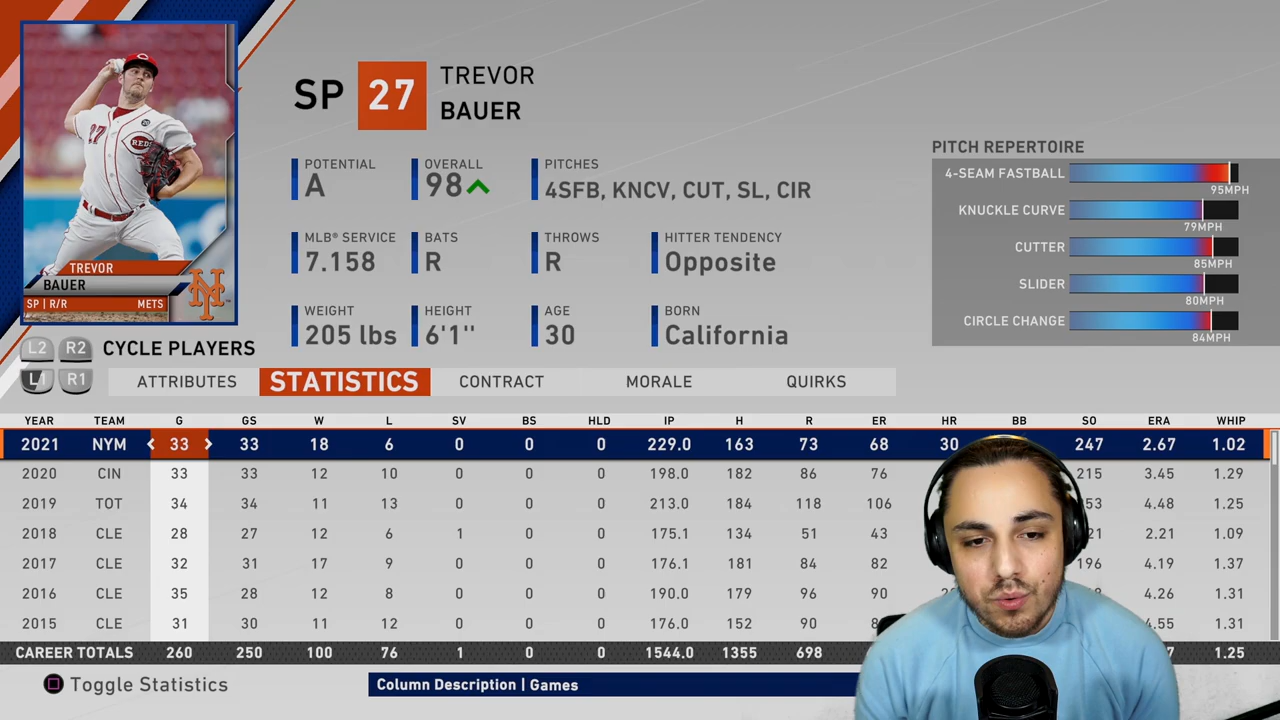 SP 27 TREVOR
BAUER
POTENTIAL OVERALL PITCHES
A 98 4SFB, KNCV, CUT, SL, CIR
MLB® SERVICE BATS THROWS HITTER TENDENCY
7.158 R R Opposite
WEIGHT HEIGHT AGE BORN
205 lbs 6'1'' 30 California
PITCH REPERTOIRE
4-SEAM FASTBALL
95MPH
KNUCKLE CURVE
79MPH
CUTTER
85MPH
SLIDER
80MPH
CIRCLE CHANGE
84MPH
27 REDS
TREVOR
BAUER
SP | R/R METS
NY
L2 R2 CYCLE PLAYERS
L1 R1
ATTRIBUTES STATISTICS CONTRACT MORALE QUIRKS
YEAR TEAM G GS W L SV BS HLD IP H R ER HR BB SO ERA WHIP
2021 NYM 33 33 18 6 0 0 0 229.0 163 73 68 30 247 2.67 1.02
2020 CIN 33 33 12 10 0 0 0 198.0 182 86 76 215 3.45 1.29
2019 TOT 34 34 11 13 0 0 0 213.0 184 118 106 4.48 1.25
2018 CLE 28 27 12 6 1 0 0 175.1 134 51 43 2.21 1.09
2017 CLE 32 31 17 9 0 0 0 176.1 181 84 82 196 4.19 1.37
2016 CLE 35 28 12 8 0 0 0 190.0 179 96 90 4.26 1.31
2015 CLE 31 30 11 12 0 0 0 176.0 152 90 1.31
CAREER TOTALS 260 250 100 76 1 0 0 1544.0 1355 698 1.25
Toggle Statistics
Column Description | Games